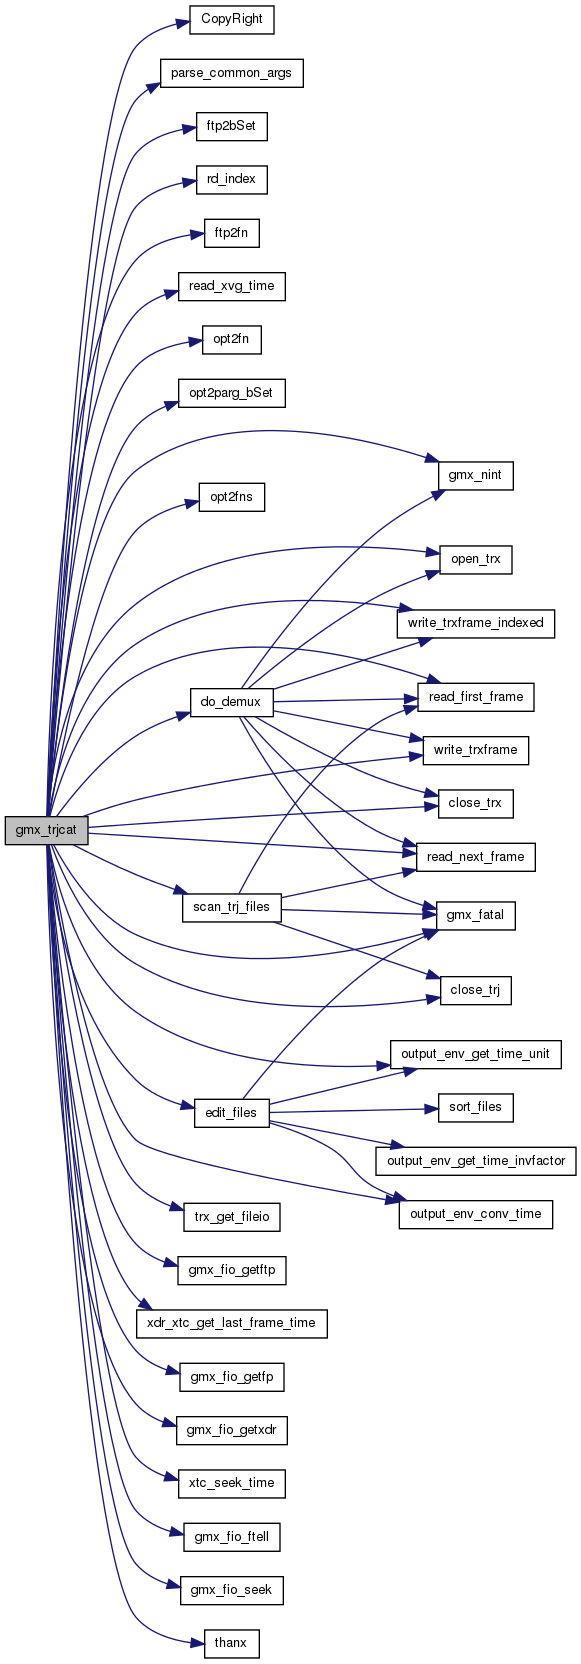 CopyRight
parse_common_args
ftp2bSet
rd_index
ftp2fn
read_xvg_time
opt2fn
opt2parg_bSet
gmx_nint
opt2fns
open_trx
write_trxframe_indexed
do_demux
read_first_frame
write_trxframe
close_trx
gmx_trjcat
read_next_frame
scan_trj_files
gmx_fatal
close_trj
output_env_get_time_unit
edit_files
sort_files
output_env_get_time_invfactor
trx_get_fileio
output_env_conv_time
gmx_fio_getftp
xdr_xtc_get_last_frame_time
gmx_fio_getfp
gmx_fio_getxdr
xtc_seek_time
gmx_fio_ftell
gmx_fio_seek
thanx